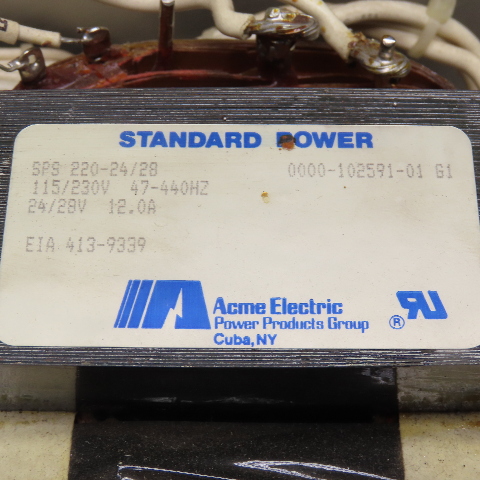 STANDARD POWER
SPS 220-24/28 0000-102591-01 G1
115/230V 47-440HZ
24/28V 12.0A
EIA 413-9339
Acme Electric
Power Products Group
Cuba, NY
®